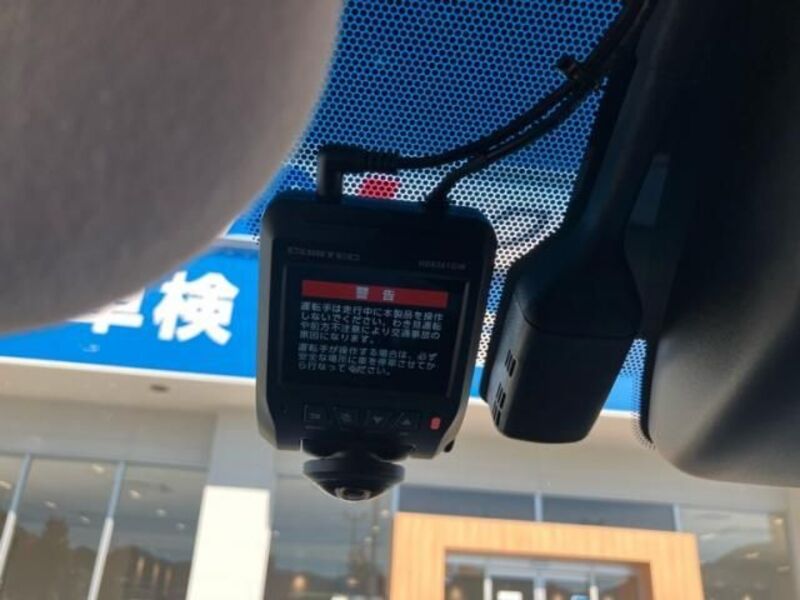 警告
運転手は走行中に本製品を操作
しないでください。わき見運転
や前方不注意により交通事故の
原因になります。
運転手が操作する場合は、必ず
安全な場所に車を停車させてか
ら行なってください。
車検